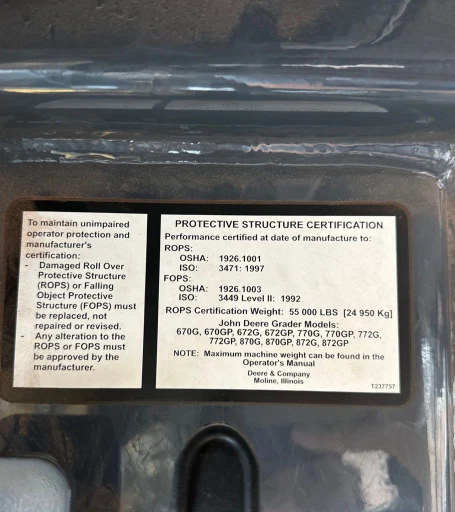 To maintain unimpaired
operator protection and
manufacturer's
certification:
- Damaged Roll Over
Protective Structure
(ROPS) or Falling
Object Protective
Structure (FOPS) must
be replaced, not
repaired or revised.
- Any alteration to the
ROPS or FOPS must
be approved by the
manufacturer.
PROTECTIVE STRUCTURE CERTIFICATION
Performance certified at date of manufacture to:
ROPS:
OSHA: 1926.1001
ISO: 3471: 1997
FOPS:
OSHA: 1926.1003
ISO: 3449 Level II: 1992
ROPS Certification Weight: 55 000 LBS [24 950 Kg]
John Deere Grader Models:
670G, 670GP, 672G, 672GP, 770G, 770GP, 772G,
772GP, 870G, 870GP, 872G, 872GP
NOTE: Maximum machine weight can be found in the
Operator's Manual
Deere & Company
Moline, Illinois
T237757